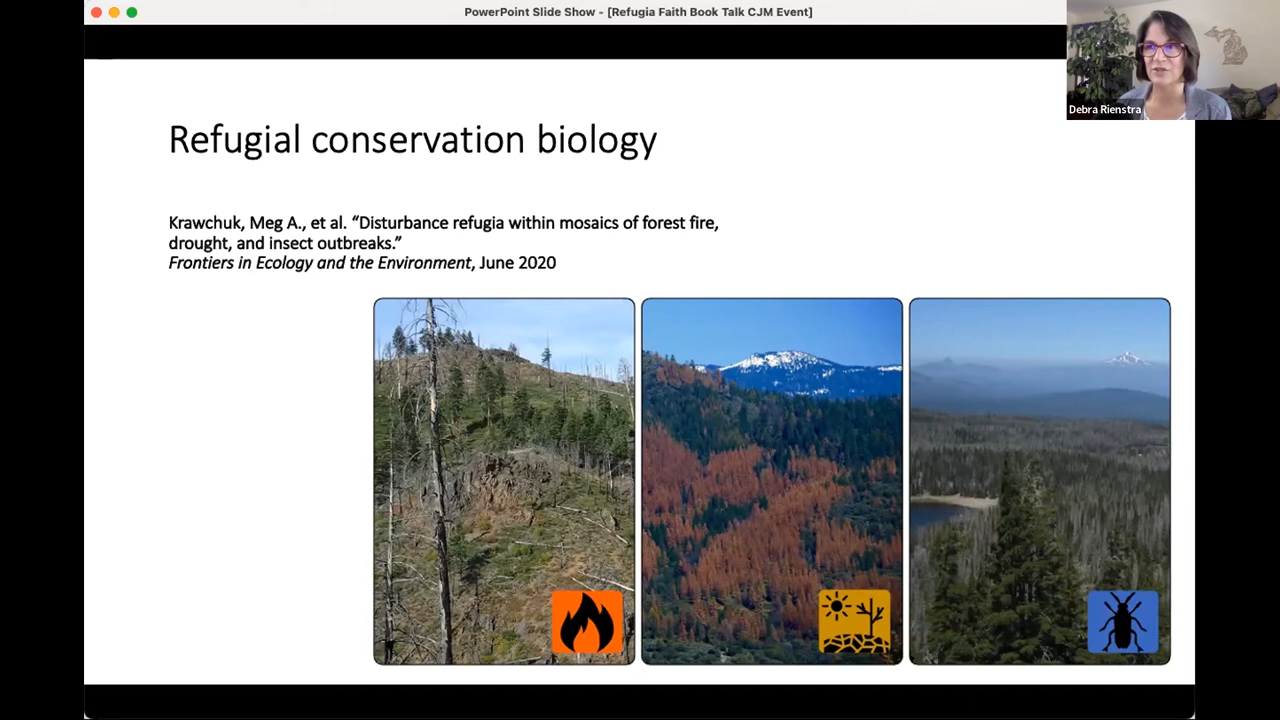 PowerPoint Slide Show - [Refugia Faith Book Talk CJM Event]
Debra Rienstra
Refugial conservation biology
Krawchuk, Meg A., et al. “Disturbance refugia within mosaics of forest fire,
drought, and insect outbreaks.”
Frontiers in Ecology and the Environment, June 2020